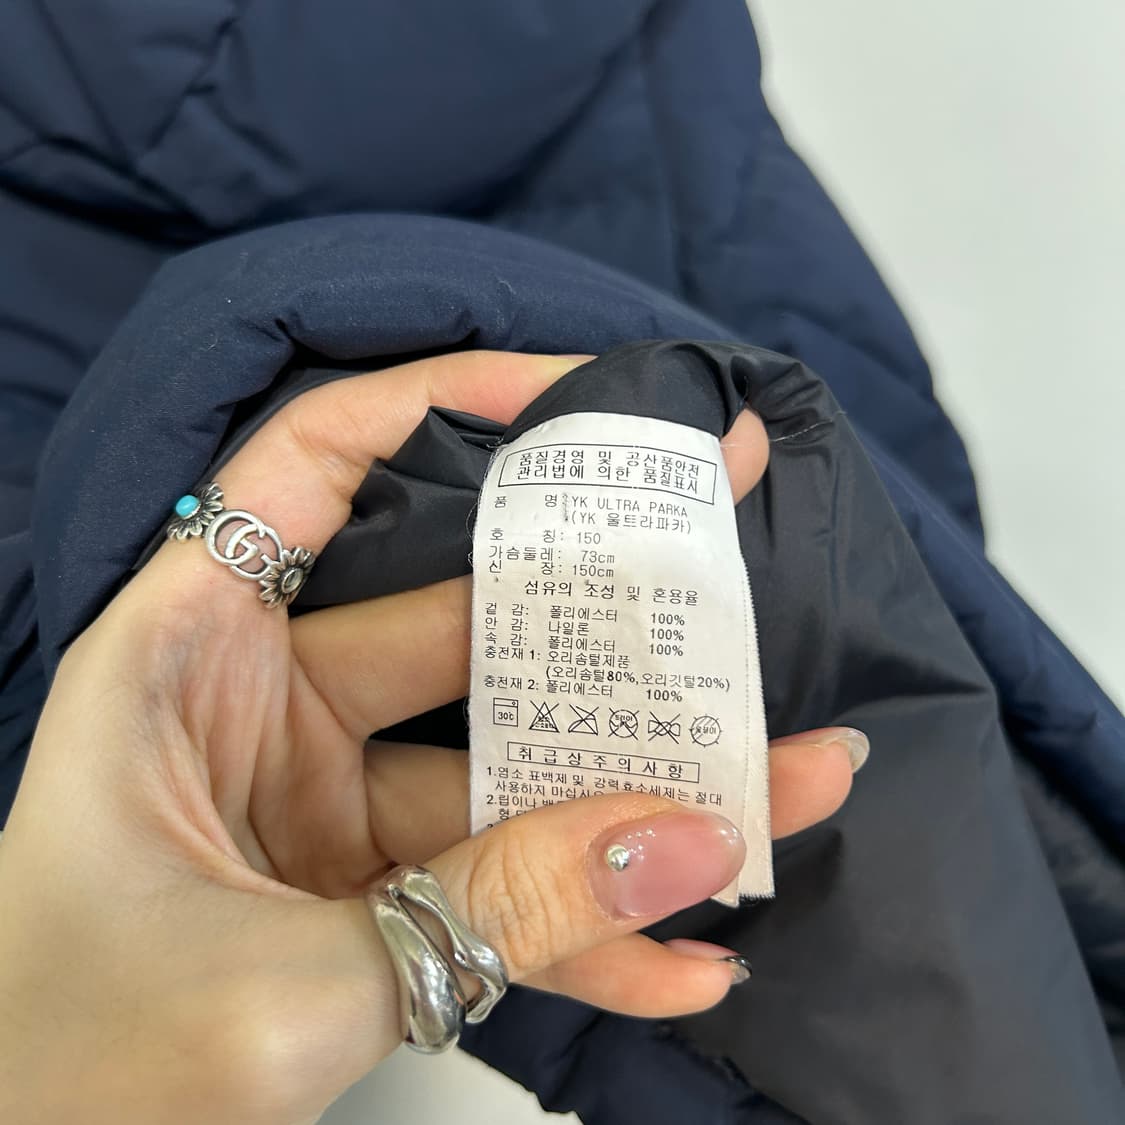 품질경영 및 공산품안전
관리법에 의한 품질표시
품 명: YK ULTRA PARKA
(YK 울트라파카)
호 칭: 150
가슴둘레: 73cm
신 장: 150cm
섬유의 조성 및 혼용율
겉 감: 폴리에스터 100%
안 감: 나일론 100%
속 감: 폴리에스터 100%
충전재 1: 오리솜털제품
(오리솜털80%,오리깃털20%)
충전재 2: 폴리에스터 100%
30℃
취급상주의사항
1.염소 표백제 및 강력효소세제는 절대
사용하지 마십시오
2.립이나